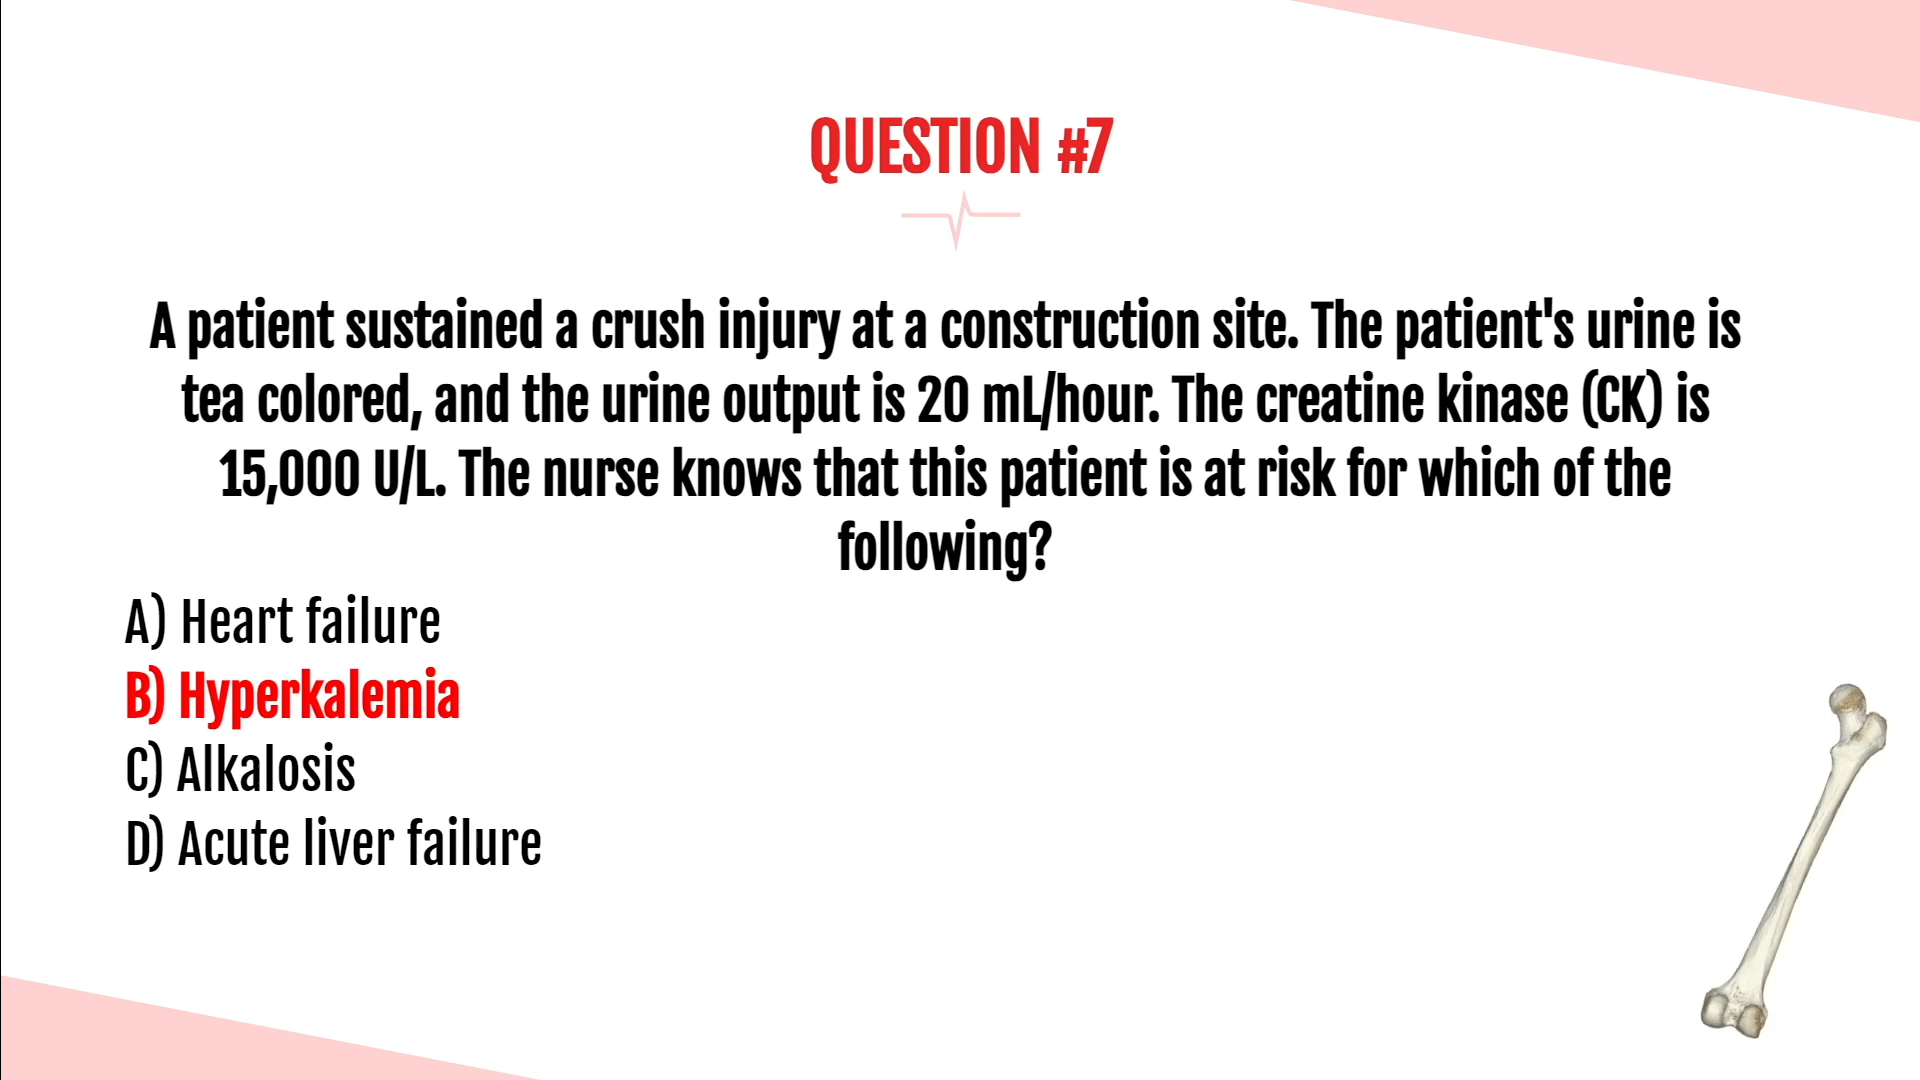 QUESTION #7
A patient sustained a crush injury at a construction site. The patient's urine is
tea colored, and the urine output is 20 mL/hour. The creatine kinase (CK) is
15,000 U/L. The nurse knows that this patient is at risk for which of the
following?
A) Heart failure
B) Hyperkalemia
C) Alkalosis
D) Acute liver failure